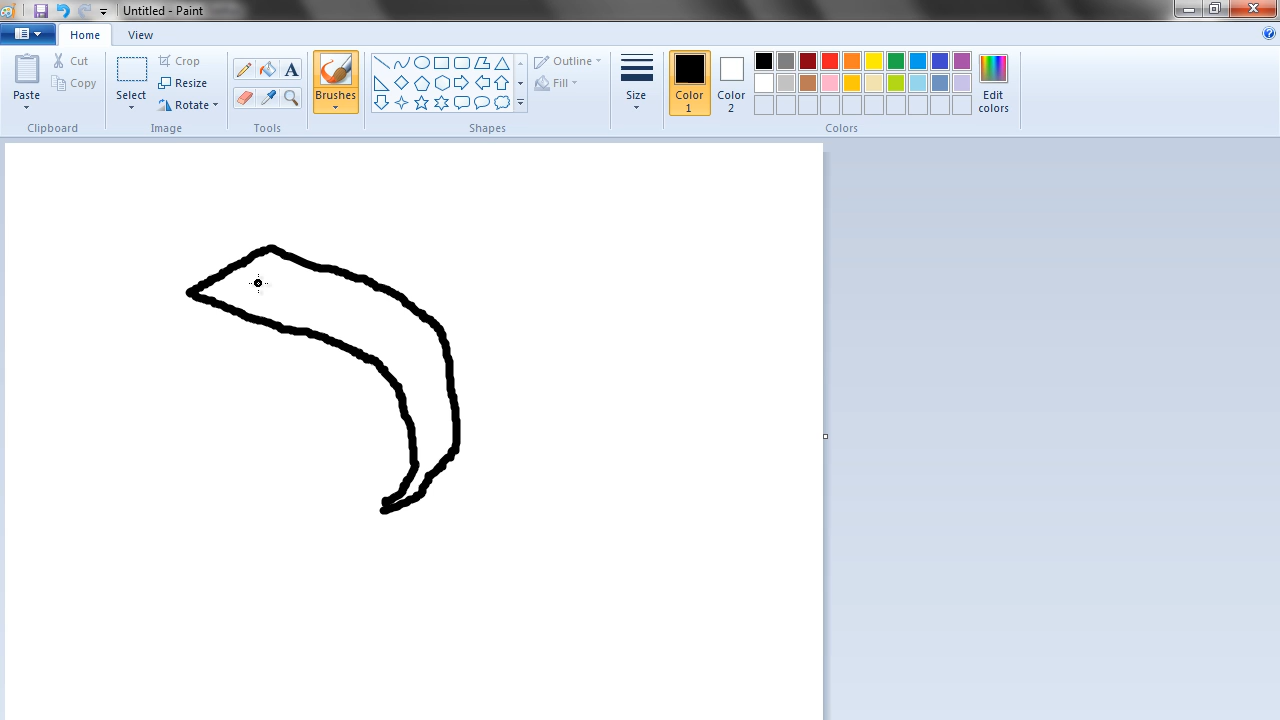 Untitled - Paint
Home View
Paste Cut Copy Clipboard
Select Crop Resize Rotate Image
A Tools
Brushes
Outline Fill Shapes
Size
Color 1 Color 2 Edit colors Colors